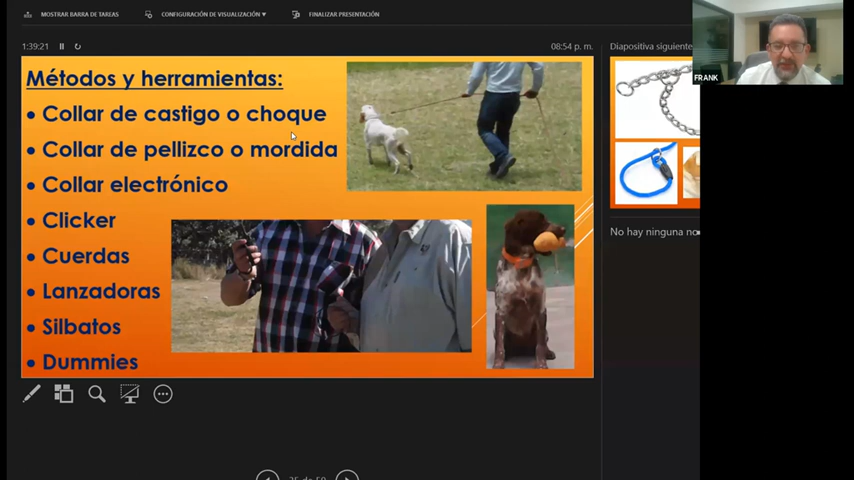 MOSTRAR BARRA DE TAREAS
CONFIGURACIÓN DE VISUALIZACIÓN ▼
FINALIZAR PRESENTACIÓN
1:39:21
08:54 p. m.
Diapositiva siguiente
FRANK
Métodos y herramientas:
• Collar de castigo o choque
• Collar de pellizco o mordida
• Collar electrónico
• Clicker
• Cuerdas
• Lanzadoras
• Silbatos
• Dummies
No hay ninguna